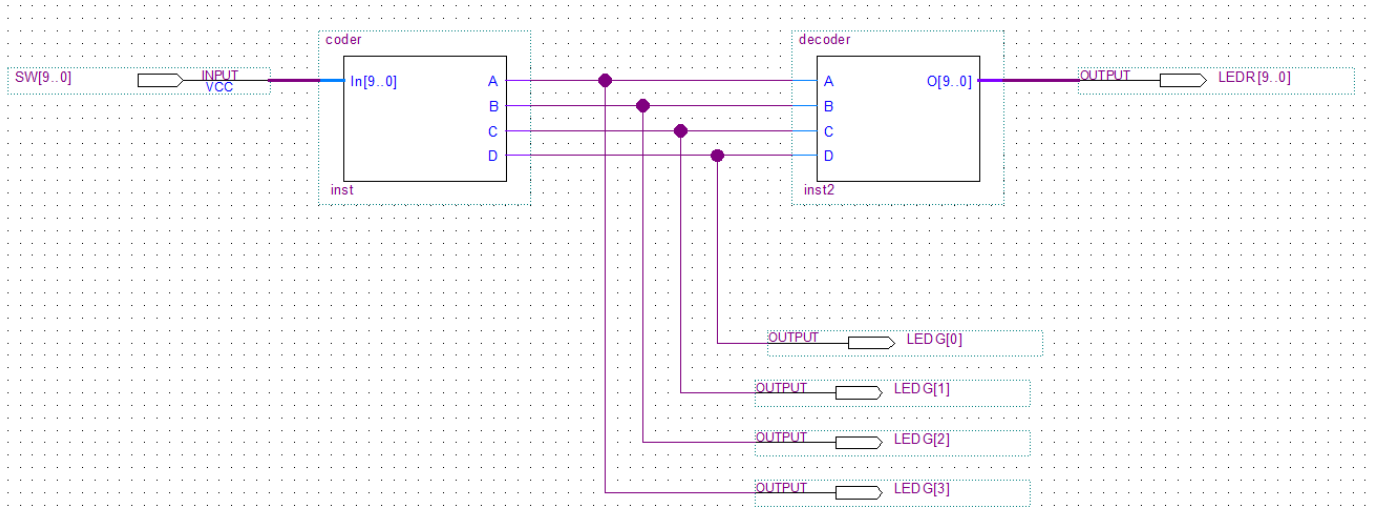 coder
decoder
SW[9..0]
INPUT
VCC
In[9..0]
A
B
C
D
inst
A
B
C
D
O[9..0]
inst2
OUTPUT
LEDR[9..0]
OUTPUT
LEDG[0]
OUTPUT
LEDG[1]
OUTPUT
LEDG[2]
OUTPUT
LEDG[3]